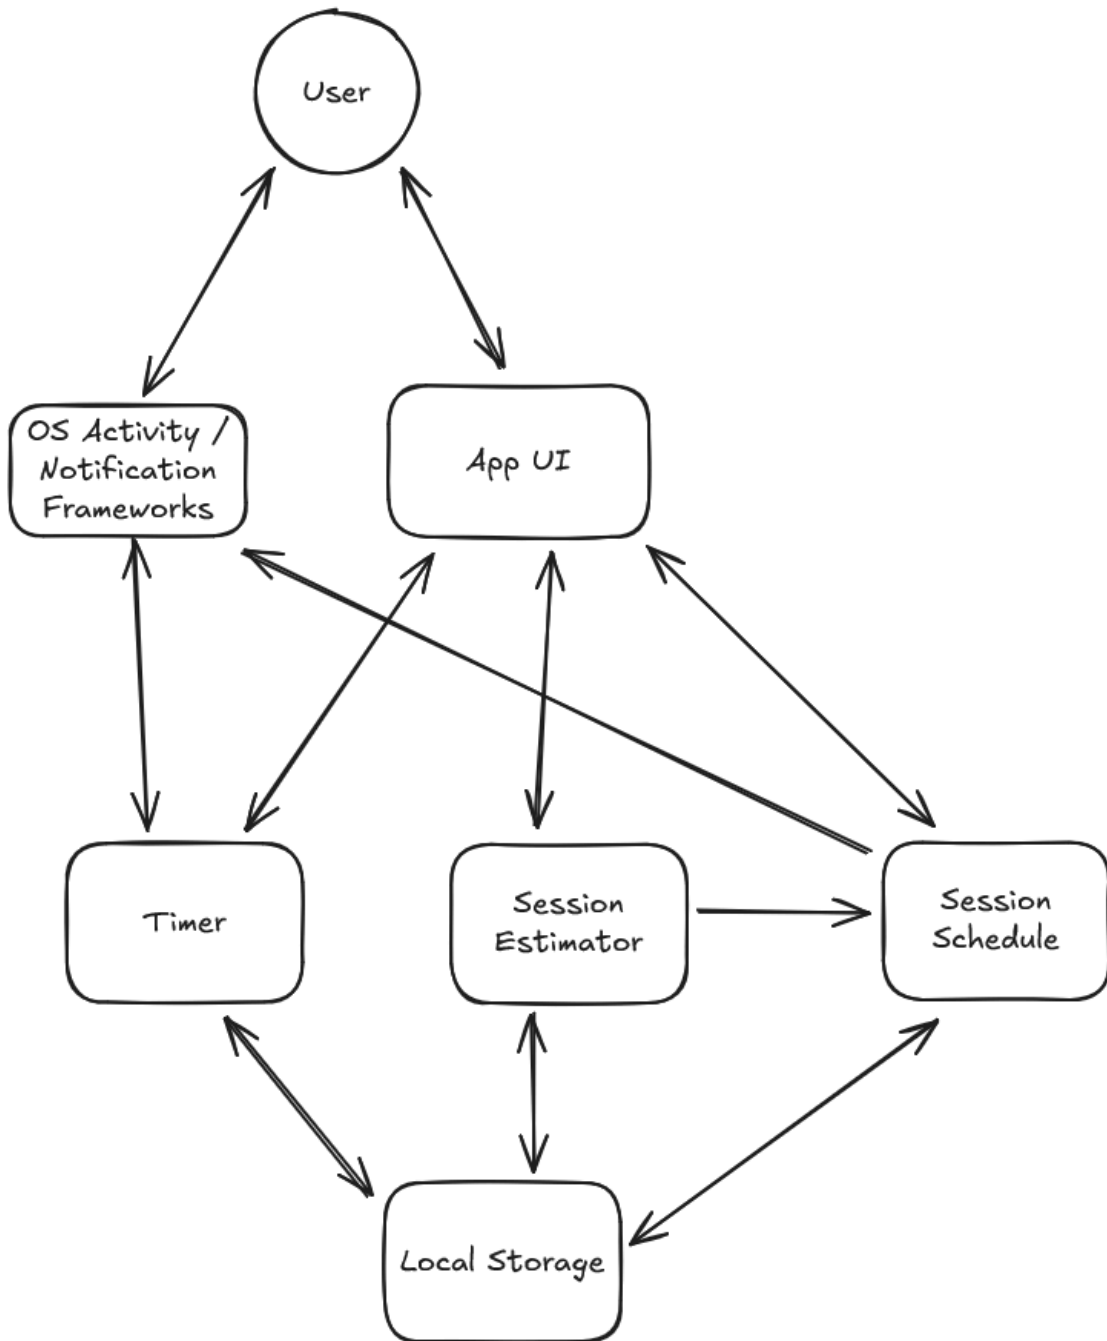 User
OS Activity /
Notification
Frameworks
App UI
Timer
Session
Estimator
Session
Schedule
Local Storage